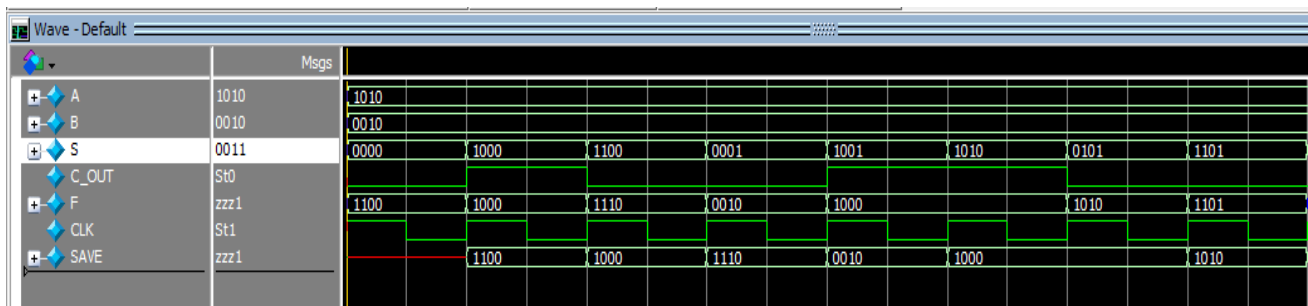 Wave - Default
Msgs
A 1010 1010
B 0010 0010
S 0011 0000 1000 1100 0001 1001 1010 0101 1101
C_OUT St0
F zzz1 1100 1000 1110 0010 1000 1010 1101
CLK St1
SAVE zzz1 1100 1000 1110 0010 1000 1010